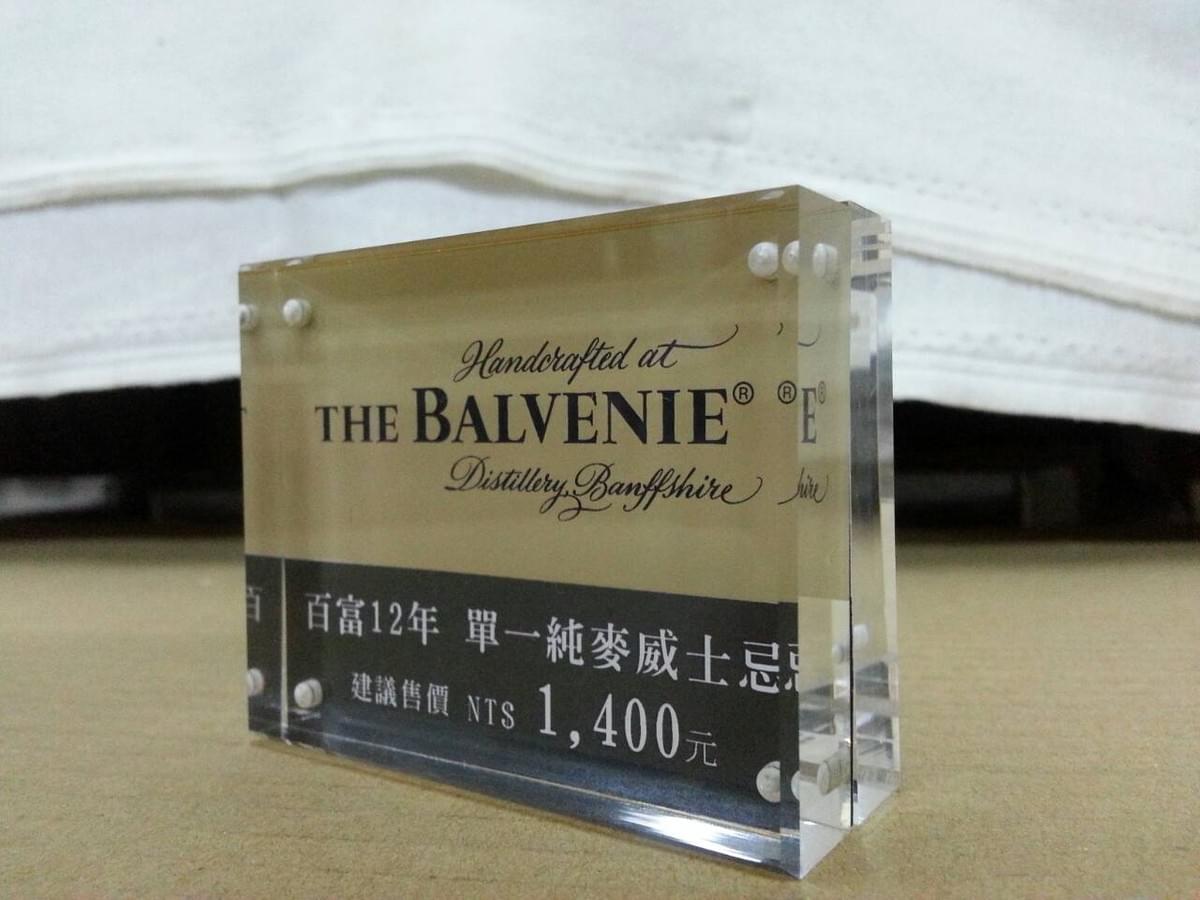 Handcrafted at
THE BALVENIE®
Distillery, Banffshire
百富12年 單一純麥威士忌
建議售價 NT$ 1,400元